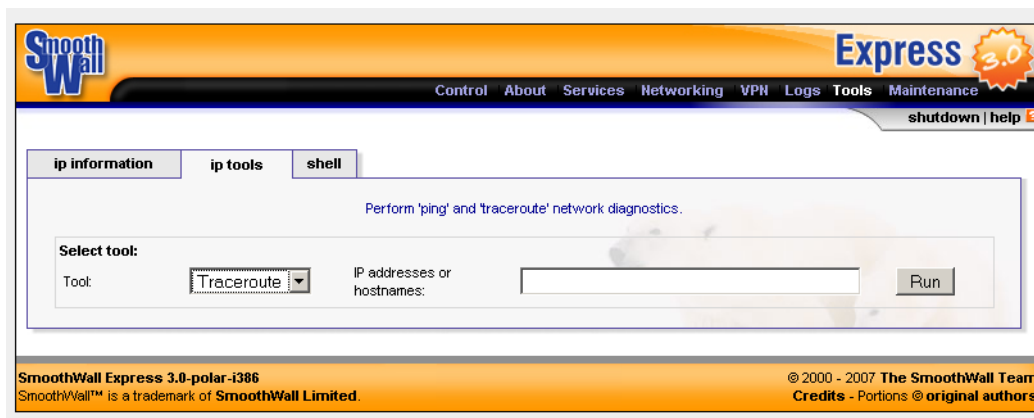 Smooth
Wall
Express 3.0
Control About Services Networking VPN Logs Tools Maintenance
shutdown | help
ip information ip tools shell
Perform 'ping' and 'traceroute' network diagnostics.
Select tool:
Tool: Traceroute IP addresses or
hostnames: Run
SmoothWall Express 3.0-polar-i386 © 2000 - 2007 The SmoothWall Team
SmoothWall™ is a trademark of SmoothWall Limited. Credits - Portions © original authors